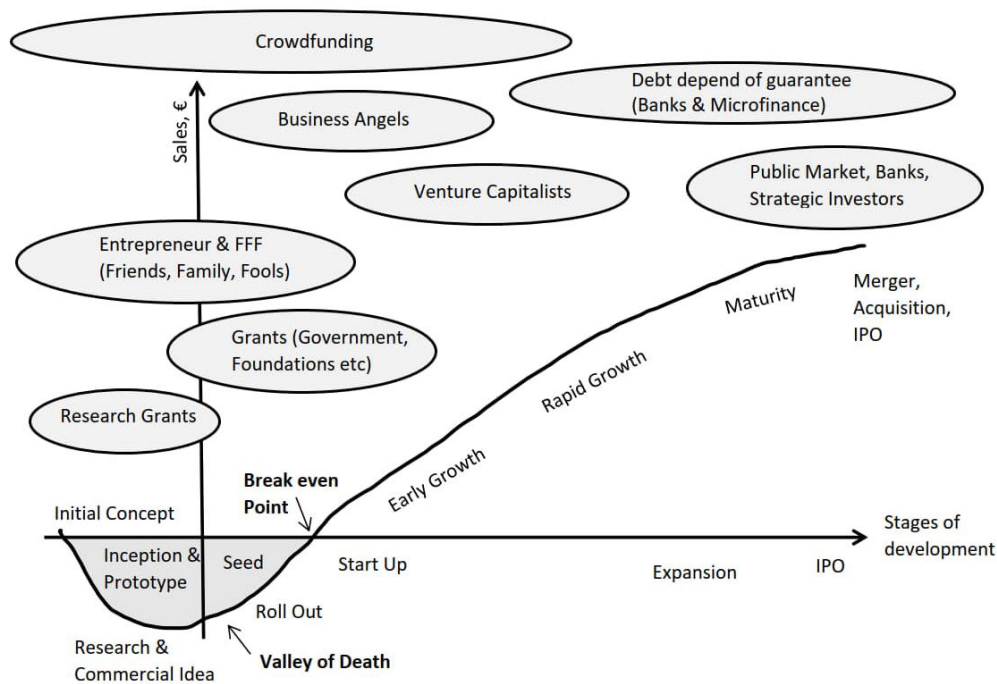 Crowdfunding
Debt depend of guarantee
(Banks & Microfinance)
Sales, €
Business Angels
Venture Capitalists
Public Market, Banks,
Strategic Investors
Entrepreneur & FFF
(Friends, Family, Fools)
Merger,
Acquisition,
IPO
Maturity
Grants (Government,
Foundations etc)
Rapid Growth
Research Grants
Early Growth
Break even
Point
Initial Concept
Stages of
development
Inception &
Prototype
Seed
Start Up
Expansion
IPO
Roll Out
Research &
Commercial Idea
Valley of Death